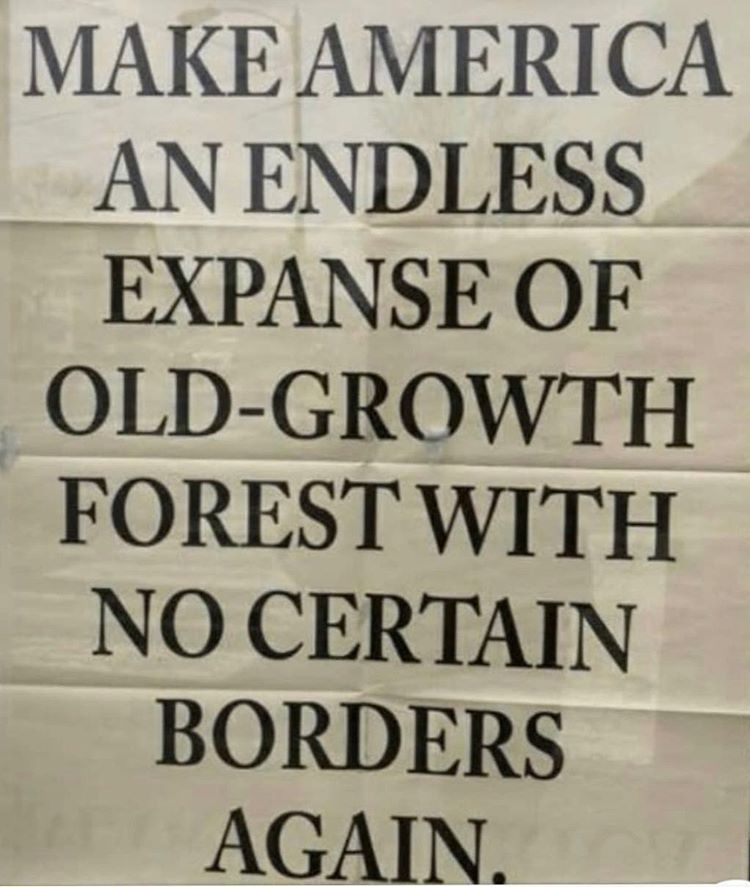 MAKE AMERICA
AN ENDLESS
EXPANSE OF
OLD-GROWTH
FOREST WITH
NO CERTAIN
BORDERS
AGAIN.